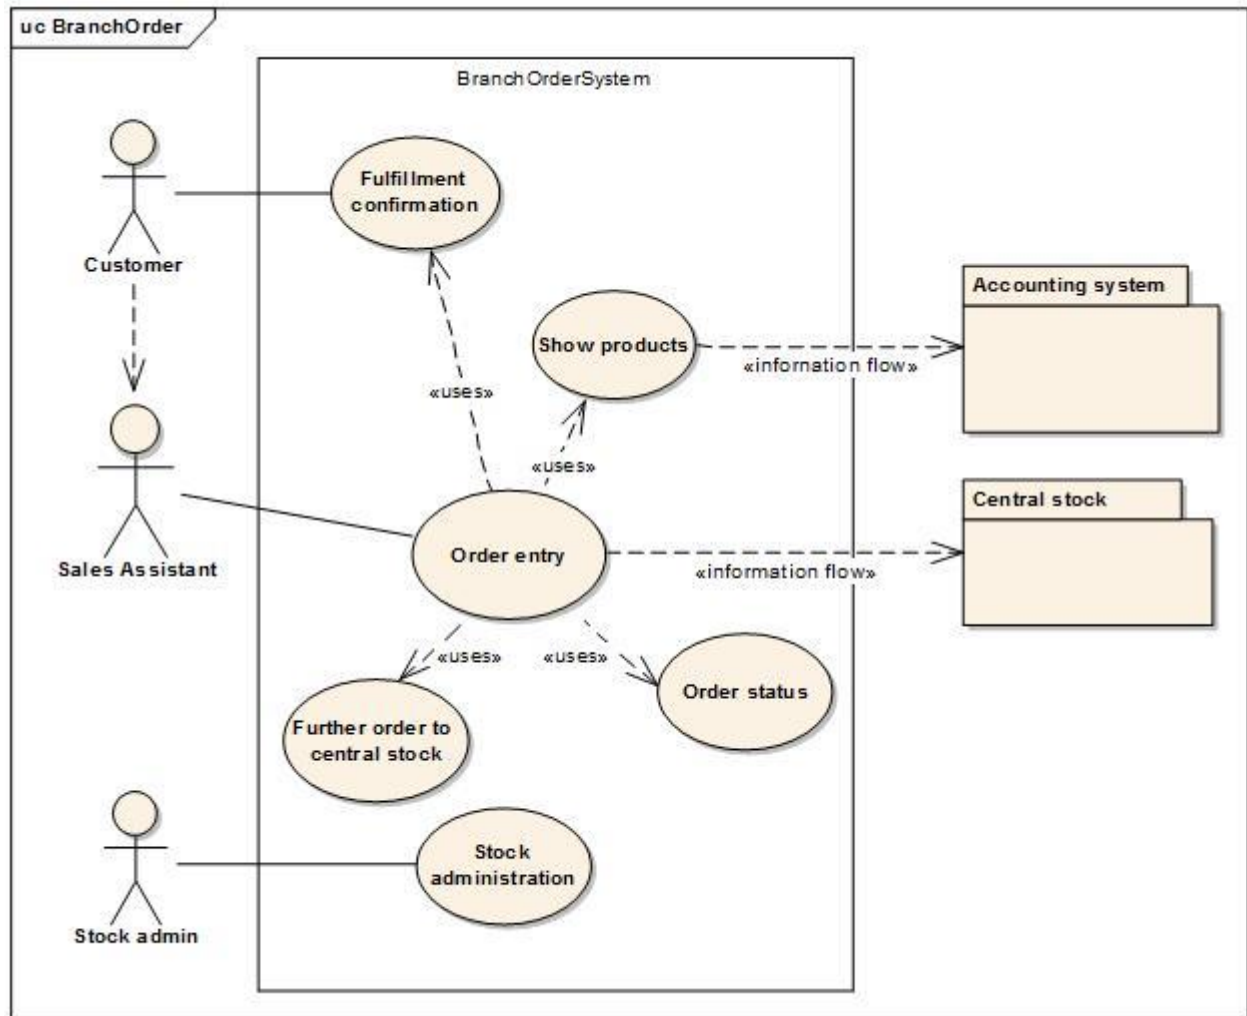 uc BranchOrder
BranchOrderSystem
Fulfillment
confirmation
Customer
Accounting system
Show products
«infornation flow»
«uses»
«uses»
Central stock
Order entry
Sales Assistant
«information flow»
«uses»
«uses»
Order status
Further order to
central stock
Stock
administration
Stock admin